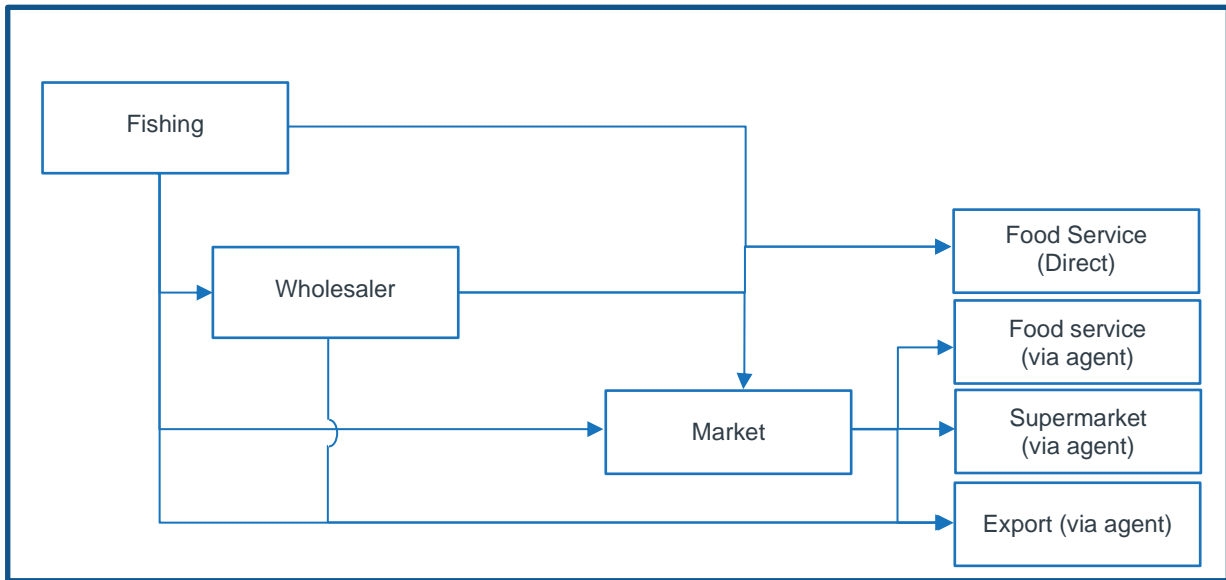 Fishing
Wholesaler
Market
Food Service
(Direct)
Food service
(via agent)
Supermarket
(via agent)
Export (via agent)